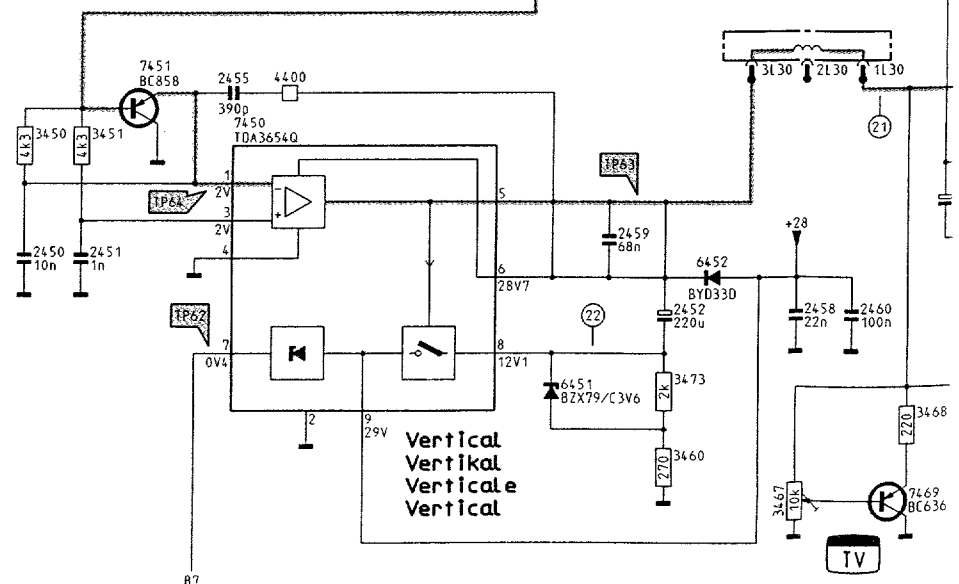 7451
BC858
2455
390p
4400
7450
TDA3654Q
3L30
2L30
1L30
21
3450
4k3
3451
4k3
TP64
TP63
1
2V
3
2V
4
5
6
28V7
2450
10n
2451
1n
2459
68n
+28
6452
BYD33D
2452
220u
2458
22n
2460
100n
TP62
22
7
0V4
8
12V1
6451
BZX79/C3V6
3473
2k
2
9
29V
Vertical
Vertikal
Verticale
Vertical
3460
270
3468
220
3467
10k
7469
BC636
TV
B7